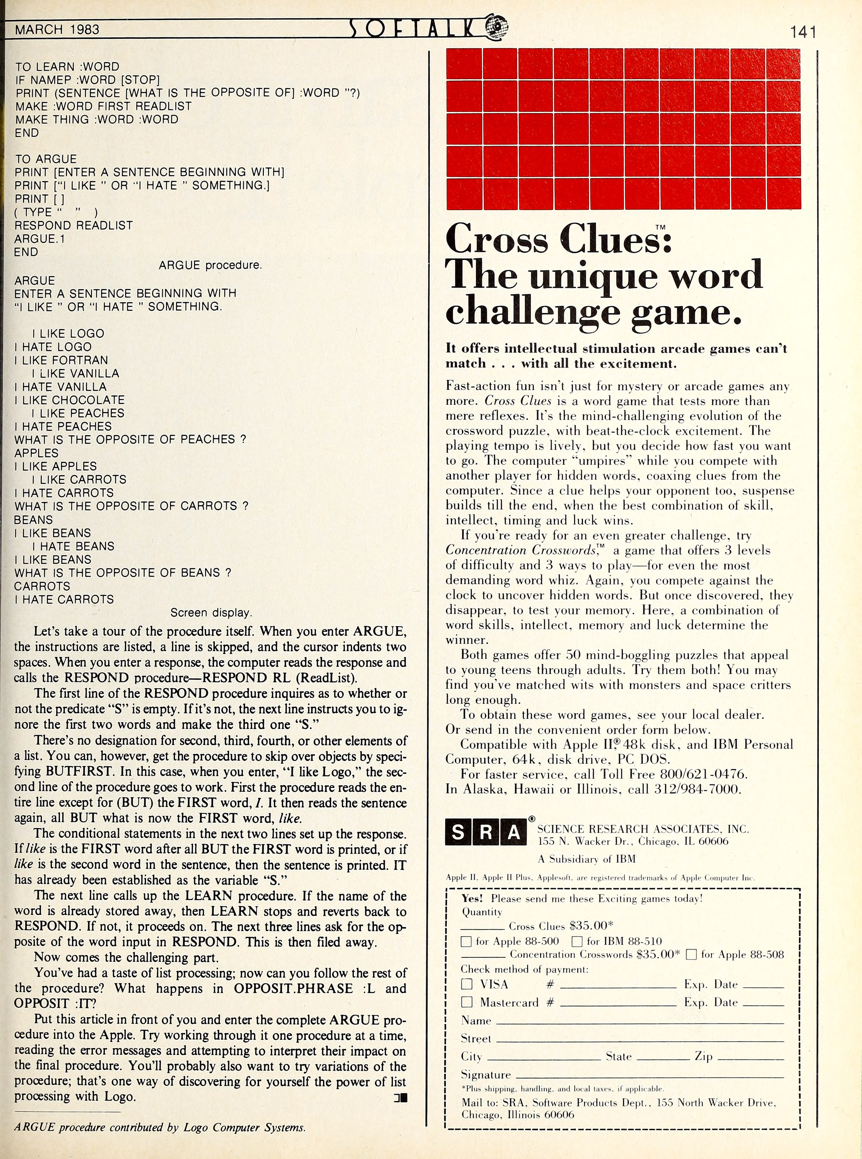 MARCH 1983
SOFTALK
141
TO LEARN :WORD
IF NAMEP :WORD [STOP]
PRINT (SENTENCE [WHAT IS THE OPPOSITE OF] :WORD "?)
MAKE :WORD FIRST READLIST
MAKE THING :WORD :WORD
END
TO ARGUE
PRINT [ENTER A SENTENCE BEGINNING WITH]
PRINT ["I LIKE " OR "I HATE " SOMETHING.]
PRINT [ ]
( TYPE "  "  )
RESPOND READLIST
ARGUE.1
END
ARGUE procedure.
ARGUE
ENTER A SENTENCE BEGINNING WITH
"I LIKE " OR "I HATE " SOMETHING.
I LIKE LOGO
I HATE LOGO
I LIKE FORTRAN
I LIKE VANILLA
I HATE VANILLA
I LIKE CHOCOLATE
I LIKE PEACHES
I HATE PEACHES
WHAT IS THE OPPOSITE OF PEACHES ?
APPLES
I LIKE APPLES
I LIKE CARROTS
I HATE CARROTS
WHAT IS THE OPPOSITE OF CARROTS ?
BEANS
I LIKE BEANS
I HATE BEANS
I LIKE BEANS
WHAT IS THE OPPOSITE OF BEANS ?
CARROTS
I HATE CARROTS
Screen display.
Let's take a tour of the procedure itself. When you enter ARGUE,
the instructions are listed, a line is skipped, and the cursor indents two
spaces. When you enter a response, the computer reads the response and
calls the RESPOND procedure—RESPOND RL (ReadList).
The first line of the RESPOND procedure inquires as to whether or
not the predicate "S" is empty. If it's not, the next line instructs you to ig-
nore the first two words and make the third one "S."
There's no designation for second, third, fourth, or other elements of
a list. You can, however, get the procedure to skip over objects by speci-
fying BUTFIRST. In this case, when you enter, "I like Logo," the sec-
ond line of the procedure goes to work. First the procedure reads the en-
tire line except for (BUT) the FIRST word, I. It then reads the sentence
again, all BUT what is now the FIRST word, like.
The conditional statements in the next two lines set up the response.
If like is the FIRST word after all BUT the FIRST word is printed, or if
like is the second word in the sentence, then the sentence is printed. IT
has already been established as the variable "S."
The next line calls up the LEARN procedure. If the name of the
word is already stored away, then LEARN stops and reverts back to
RESPOND. If not, it proceeds on. The next three lines ask for the op-
posite of the word input in RESPOND. This is then filed away.
Now comes the challenging part.
You've had a taste of list processing; now can you follow the rest of
the procedure? What happens in OPPOSIT.PHRASE :L and
OPPOSIT :IT?
Put this article in front of you and enter the complete ARGUE pro-
cedure into the Apple. Try working through it one procedure at a time,
reading the error messages and attempting to interpret their impact on
the final procedure. You'll probably also want to try variations of the
procedure; that's one way of discovering for yourself the power of list
processing with Logo.
ARGUE procedure contributed by Logo Computer Systems.
Cross Clues:™
The unique word
challenge game.
It offers intellectual stimulation arcade games can't
match . . . with all the excitement.
Fast-action fun isn't just for mystery or arcade games any
more. Cross Clues is a word game that tests more than
mere reflexes. It's the mind-challenging evolution of the
crossword puzzle, with beat-the-clock excitement. The
playing tempo is lively, but you decide how fast you want
to go. The computer "umpires" while you compete with
another player for hidden words, coaxing clues from the
computer. Since a clue helps your opponent too, suspense
builds till the end, when the best combination of skill,
intellect, timing and luck wins.
If you're ready for an even greater challenge, try
Concentration Crosswords,™ a game that offers 3 levels
of difficulty and 3 ways to play—for even the most
demanding word whiz. Again, you compete against the
clock to uncover hidden words. But once discovered, they
disappear, to test your memory. Here, a combination of
word skills, intellect, memory and luck determine the
winner.
Both games offer 50 mind-boggling puzzles that appeal
to young teens through adults. Try them both! You may
find you've matched wits with monsters and space critters
long enough.
To obtain these word games, see your local dealer.
Or send in the convenient order form below.
Compatible with Apple II® 48k disk, and IBM Personal
Computer, 64k, disk drive, PC DOS.
For faster service, call Toll Free 800/621-0476.
In Alaska, Hawaii or Illinois, call 312/984-7000.
SRA® SCIENCE RESEARCH ASSOCIATES, INC.
155 N. Wacker Dr., Chicago, IL 60606
A Subsidiary of IBM
Apple II, Apple II Plus, Applesoft, are registered trademarks of Apple Computer Inc.
Yes! Please send me these Exciting games today!
Quantity
______ Cross Clues $35.00*
☐ for Apple 88-500 ☐ for IBM 88-510
______ Concentration Crosswords $35.00* ☐ for Apple 88-508
Check method of payment:
☐ VISA # ______ Exp. Date ______
☐ Mastercard # ______ Exp. Date ______
Name ______
Street ______
City ______ State ______ Zip ______
Signature ______
*Plus shipping, handling, and local taxes, if applicable.
Mail to: SRA, Software Products Dept., 155 North Wacker Drive,
Chicago, Illinois 60606